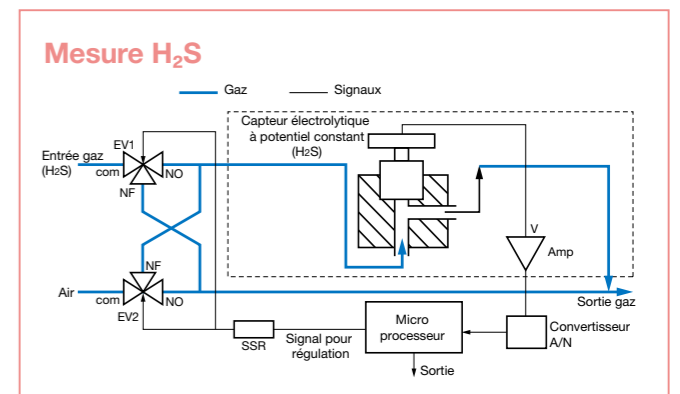 Mesure H₂S
Gaz
Signaux
Capteur électrolytique
à potentiel constant
(H2S)
EV1
Entrée gaz
(H2S)
com
NO
NF
NF
Air
com
NO
EV2
V
Amp
Sortie gaz
SSR
Signal pour
régulation
Micro
processeur
Convertisseur
A/N
Sortie